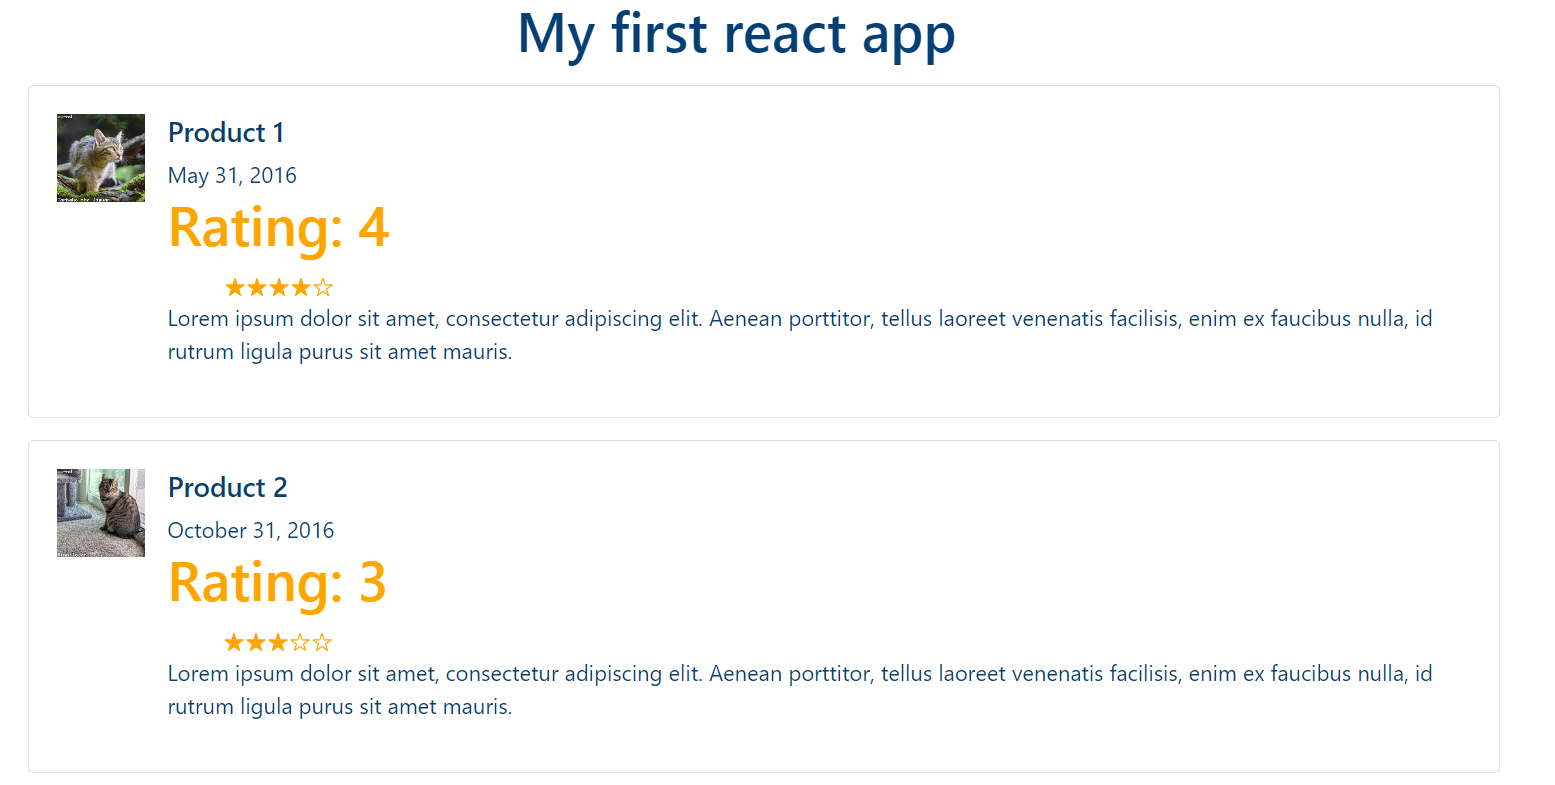 My first react app
Product 1
May 31, 2016
Rating: 4
★★★★☆
Lorem ipsum dolor sit amet, consectetur adipiscing elit. Aenean porttitor, tellus laoreet venenatis facilisis, enim ex faucibus nulla, id
rutrum ligula purus sit amet mauris.
Product 2
October 31, 2016
Rating: 3
★★★☆☆
Lorem ipsum dolor sit amet, consectetur adipiscing elit. Aenean porttitor, tellus laoreet venenatis facilisis, enim ex faucibus nulla, id
rutrum ligula purus sit amet mauris.